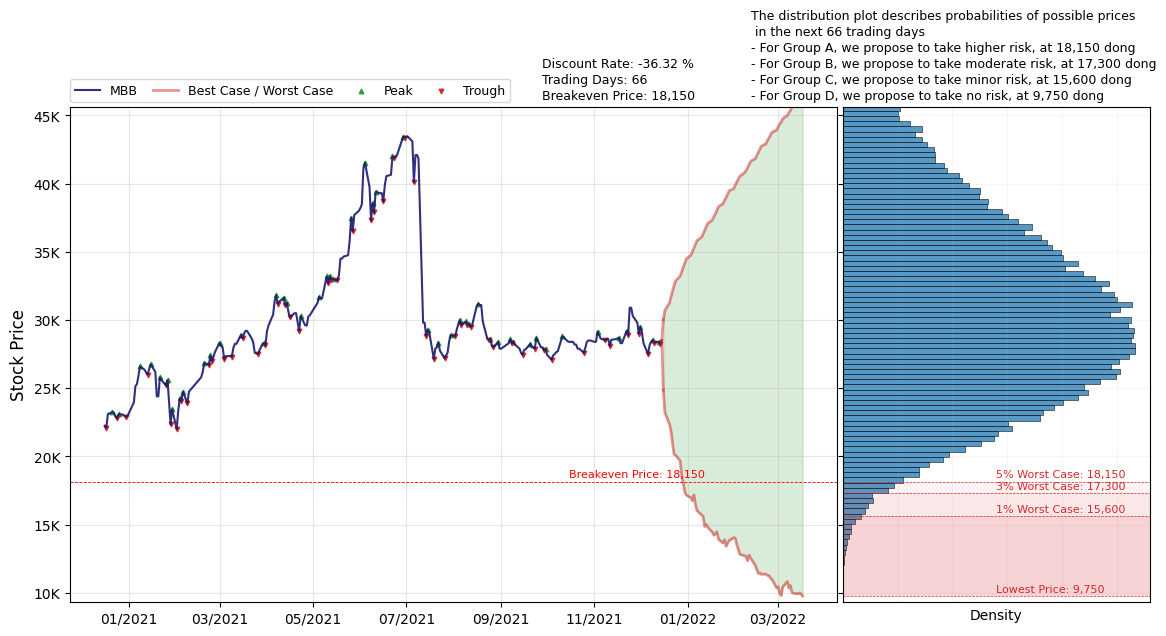 The distribution plot describes probabilities of possible prices
in the next 66 trading days
- For Group A, we propose to take higher risk, at 18,150 dong
- For Group B, we propose to take moderate risk, at 17,300 dong
- For Group C, we propose to take minor risk, at 15,600 dong
- For Group D, we propose to take no risk, at 9,750 dong
Discount Rate: -36.32 %
Trading Days: 66
Breakeven Price: 18,150
MBB Best Case / Worst Case Peak Trough
Stock Price
45K
40K
35K
30K
25K
20K
15K
10K
Breakeven Price: 18,150
5% Worst Case: 18,150
3% Worst Case: 17,300
1% Worst Case: 15,600
Lowest Price: 9,750
01/2021 03/2021 05/2021 07/2021 09/2021 11/2021 01/2022 03/2022
Density